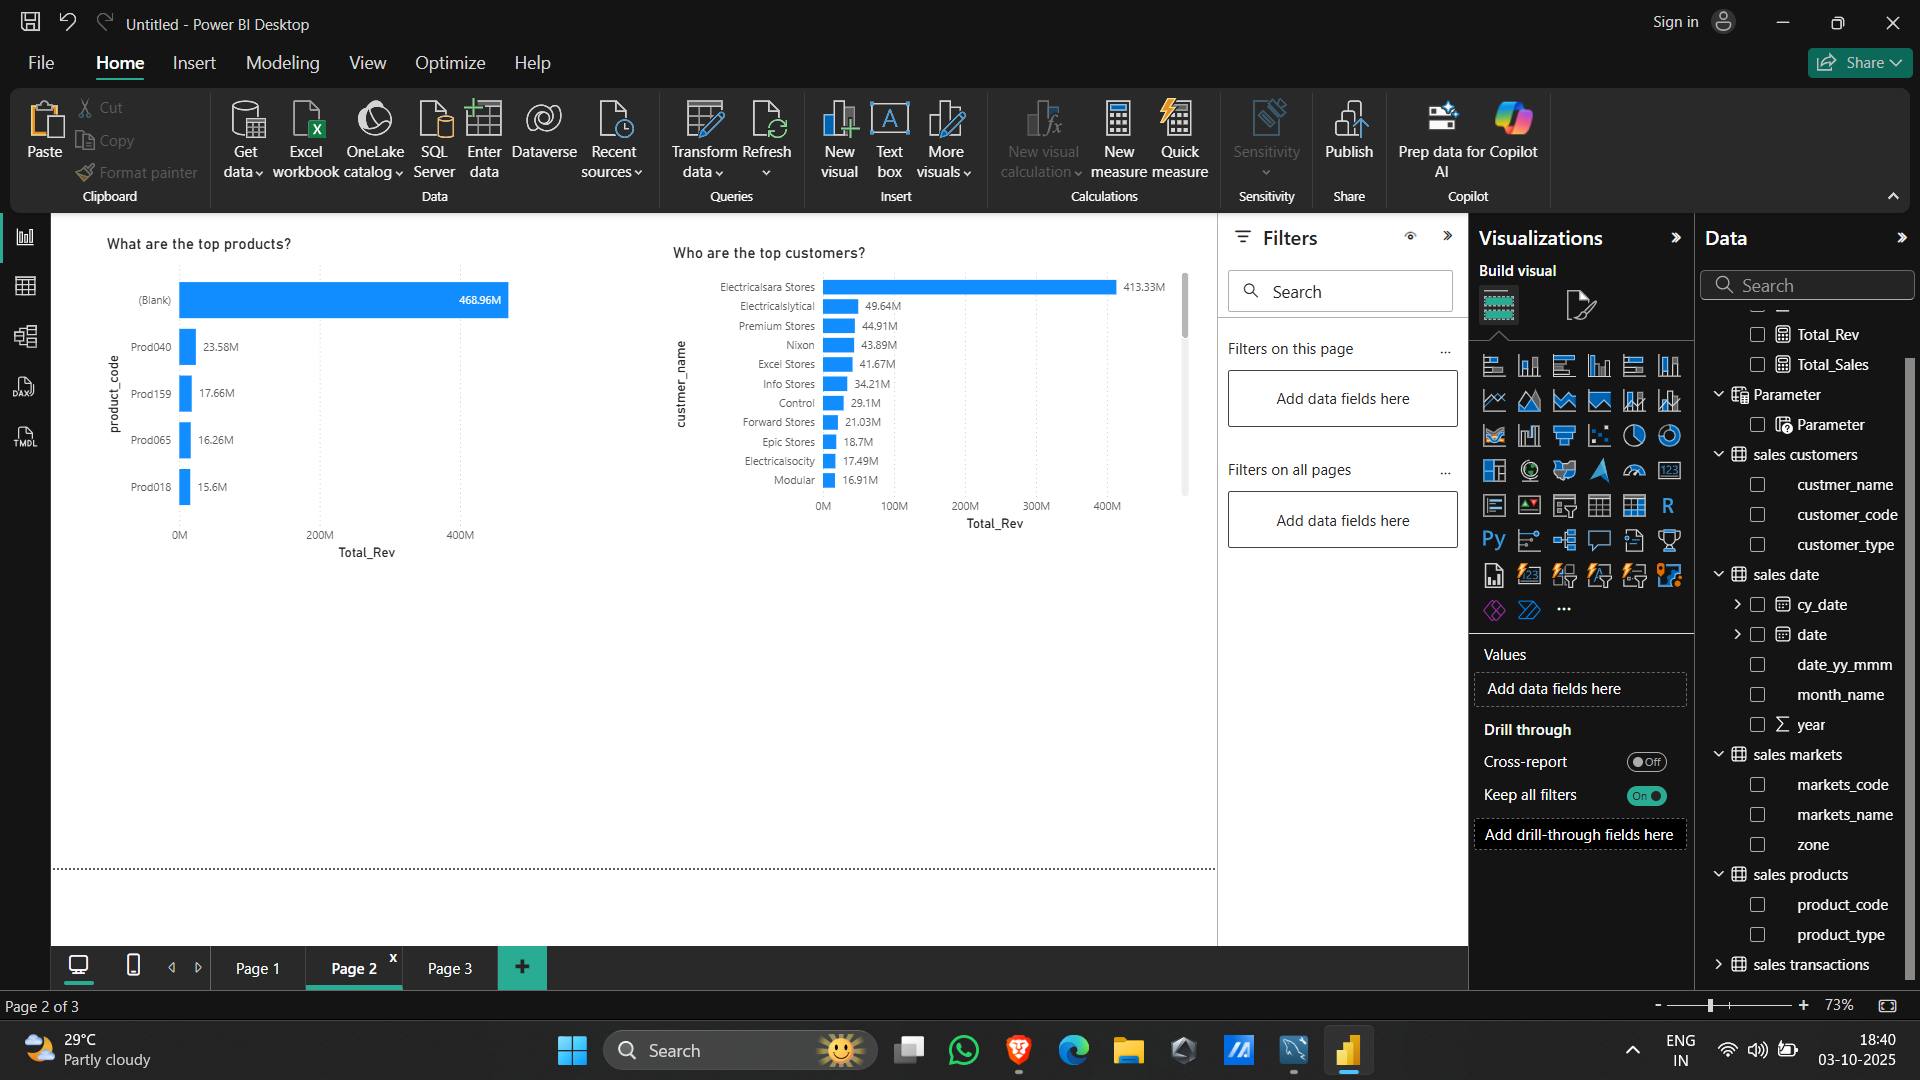 Untitled - Power BI Desktop
Sign in
File
Home
Insert
Modeling
View
Optimize
Help
Share
Paste
Cut
Copy
Format painter
Clipboard
Get data
Excel workbook
OneLake catalog
SQL Server
Enter data
Dataverse
Recent sources
Data
Transform data
Refresh
Queries
New visual
Text box
More visuals
Insert
New visual calculation
New measure
Quick measure
Calculations
Sensitivity
Sensitivity
Publish
Share
Prep data for AI
Copilot
Copilot
DAX
TMDL
What are the top products?
product_code
(Blank) 468.96M
Prod040 23.58M
Prod159 17.66M
Prod065 16.26M
Prod018 15.6M
0M 200M 400M
Total_Rev
Who are the top customers?
custmer_name
Electricalsara Stores 413.33M
Electricalslytical 49.64M
Premium Stores 44.91M
Nixon 43.89M
Excel Stores 41.67M
Info Stores 34.21M
Control 29.1M
Forward Stores 21.03M
Epic Stores 18.7M
Electricalsocity 17.49M
Modular 16.91M
0M 100M 200M 300M 400M
Total_Rev
Filters
Search
Filters on this page ...
Add data fields here
Filters on all pages ...
Add data fields here
Visualizations
Build visual
123
R
Py
123
Values
Add data fields here
Drill through
Cross-report Off
Keep all filters On
Add drill-through fields here
Data
Search
Total_Rev
Total_Sales
Parameter
Parameter
sales customers
custmer_name
customer_code
customer_type
sales date
cy_date
date
date_yy_mmm
month_name
year
sales markets
markets_code
markets_name
zone
sales products
product_code
product_type
sales transactions
Page 1
Page 2
x
Page 3
+
Page 2 of 3
- + 73%
29°C
Partly cloudy
Search
ENG
IN
18:40
03-10-2025